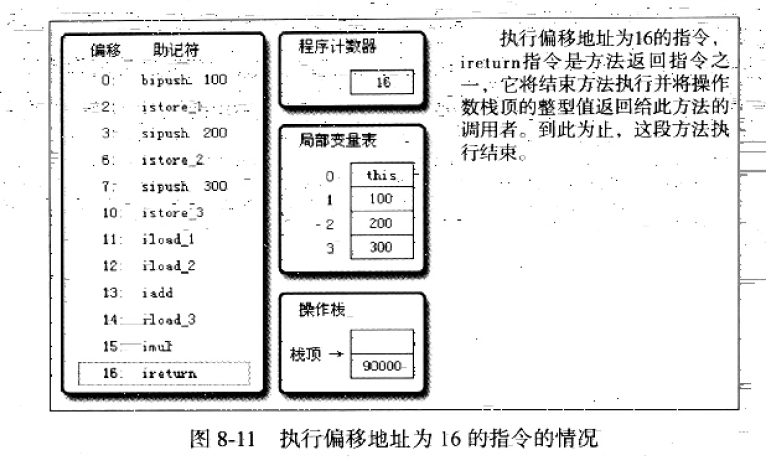 偏移 助记符
0: bipush 100
2: istore_1
3: sipush 200
6: istore_2
7: sipush 300
10: istore_3
11: iload_1
12: iload_2
13: iadd
14: iload_3
15: imul
16: ireturn
程序计数器
16
局部变量表
0 this
1 100
2 200
3 300
操作栈
栈顶 →
90000
执行偏移地址为16的指令，
ireturn指令是方法返回指令之
一，它将结束方法执行并将操作
数栈顶的整型值返回给此方法的
调用者。到此为止，这段方法执
行结束。
图 8-11 执行偏移地址为 16 的指令的情况